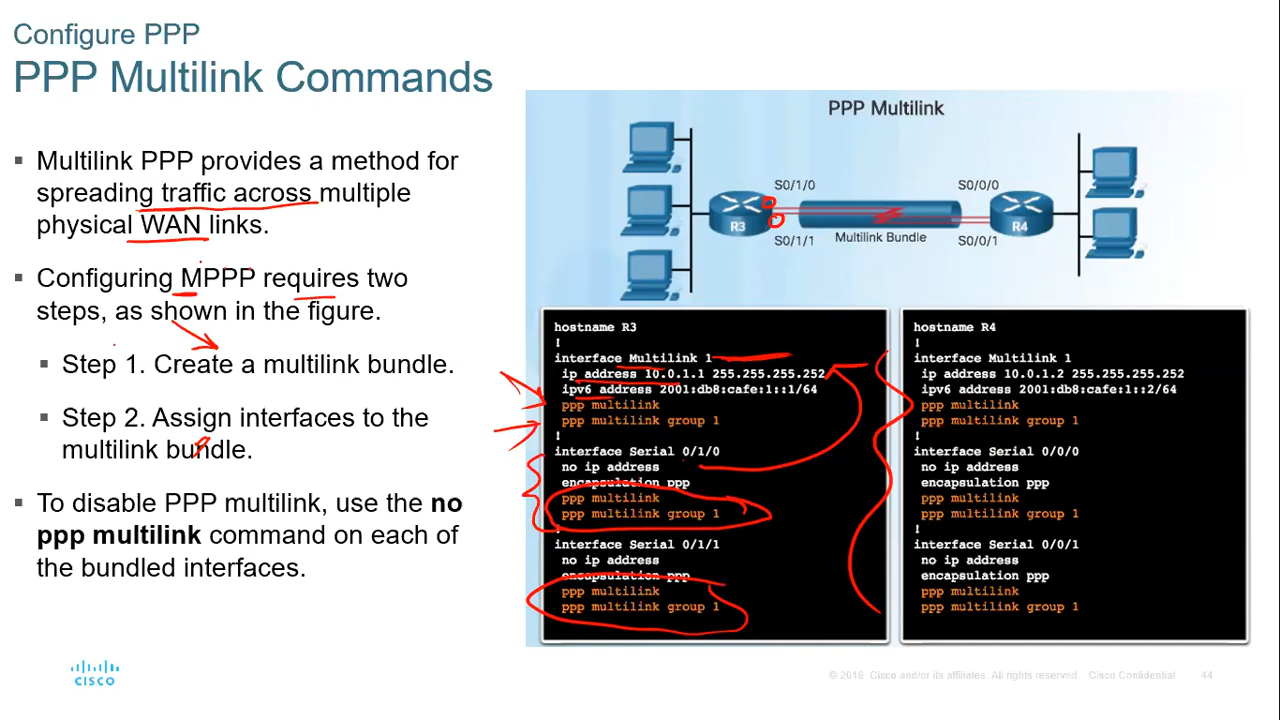 Configure PPP
PPP Multilink Commands
▪ Multilink PPP provides a method for
spreading traffic across multiple
physical WAN links.
▪ Configuring MPPP requires two
steps, as shown in the figure.
▪ Step 1. Create a multilink bundle.
▪ Step 2. Assign interfaces to the
multilink bundle.
▪ To disable PPP multilink, use the no
ppp multilink command on each of
the bundled interfaces.
PPP Multilink
S0/1/0
S0/0/0
R3
R4
Multilink Bundle
S0/1/1
S0/0/1
hostname R3
!
interface Multilink 1
ip address 10.0.1.1 255.255.255.252
ipv6 address 2001:db8:cafe:1::1/64
ppp multilink
ppp multilink group 1
!
interface Serial 0/1/0
no ip address
encapsulation ppp
ppp multilink
ppp multilink group 1
!
interface Serial 0/1/1
no ip address
encapsulation ppp
ppp multilink
ppp multilink group 1
hostname R4
!
interface Multilink 1
ip address 10.0.1.2 255.255.255.252
ipv6 address 2001:db8:cafe:1::2/64
ppp multilink
ppp multilink group 1
!
interface Serial 0/0/0
no ip address
encapsulation ppp
ppp multilink
ppp multilink group 1
!
interface Serial 0/0/1
no ip address
encapsulation ppp
ppp multilink
ppp multilink group 1
CISCO
© 2016 Cisco and/or its affiliates. All rights reserved. Cisco Confidential 44